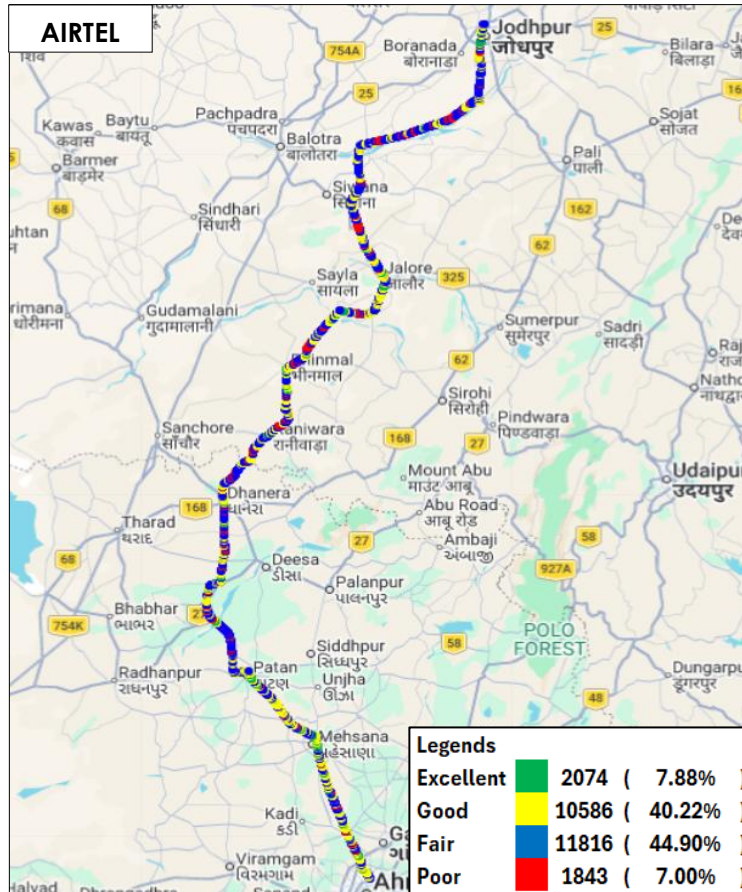 AIRTEL
शिव
754A
Boranada
बोरानाडा
Jodhpur
जोधपुर
25
Bilara
बिलाड़ा
25
Kawas
कवास
Baytu
बायतू
Pachpadra
पचपदरा
Sojat
सोजत
Barmer
बाड़मेर
Balotra
बालोतरा
Pali
पाली
68
Sindhari
सिंधारी
162
62
Sayla
सायला
Jalore
जालौर
325
Gudamalani
गुदामालानी
धोरीमना
Sumerpur
सुमेरपुर
Sadri
सादड़ी
62
भीनमाल
Sirohi
सिरोही
Pindwara
पिण्डवाड़ा
Sanchore
साँचौर
रानीवाड़ा
168
27
Mount Abu
माउंट आबू
Udaipur
उदयपुर
Dhanera
168
Abu Road
आबू रोड
Tharad
થરાદ
27
Ambaji
અંબાજી
58
68
Deesa
ડીસા
Palanpur
પાલનપુર
927A
Bhabhar
ભાભર
754K
58
POLO
FOREST
Siddhpur
સિદ્ધપુર
Radhanpur
રાધનપુર
Patan
Unjha
ઊંઝા
Dungarpur
डूंगरपुर
48
Mehsana
Kadi
કડી
Viramgam
વિરમગામ
Legends
Excellent 2074 ( 7.88% )
Good 10586 ( 40.22% )
Fair 11816 ( 44.90% )
Poor 1843 ( 7.00% )